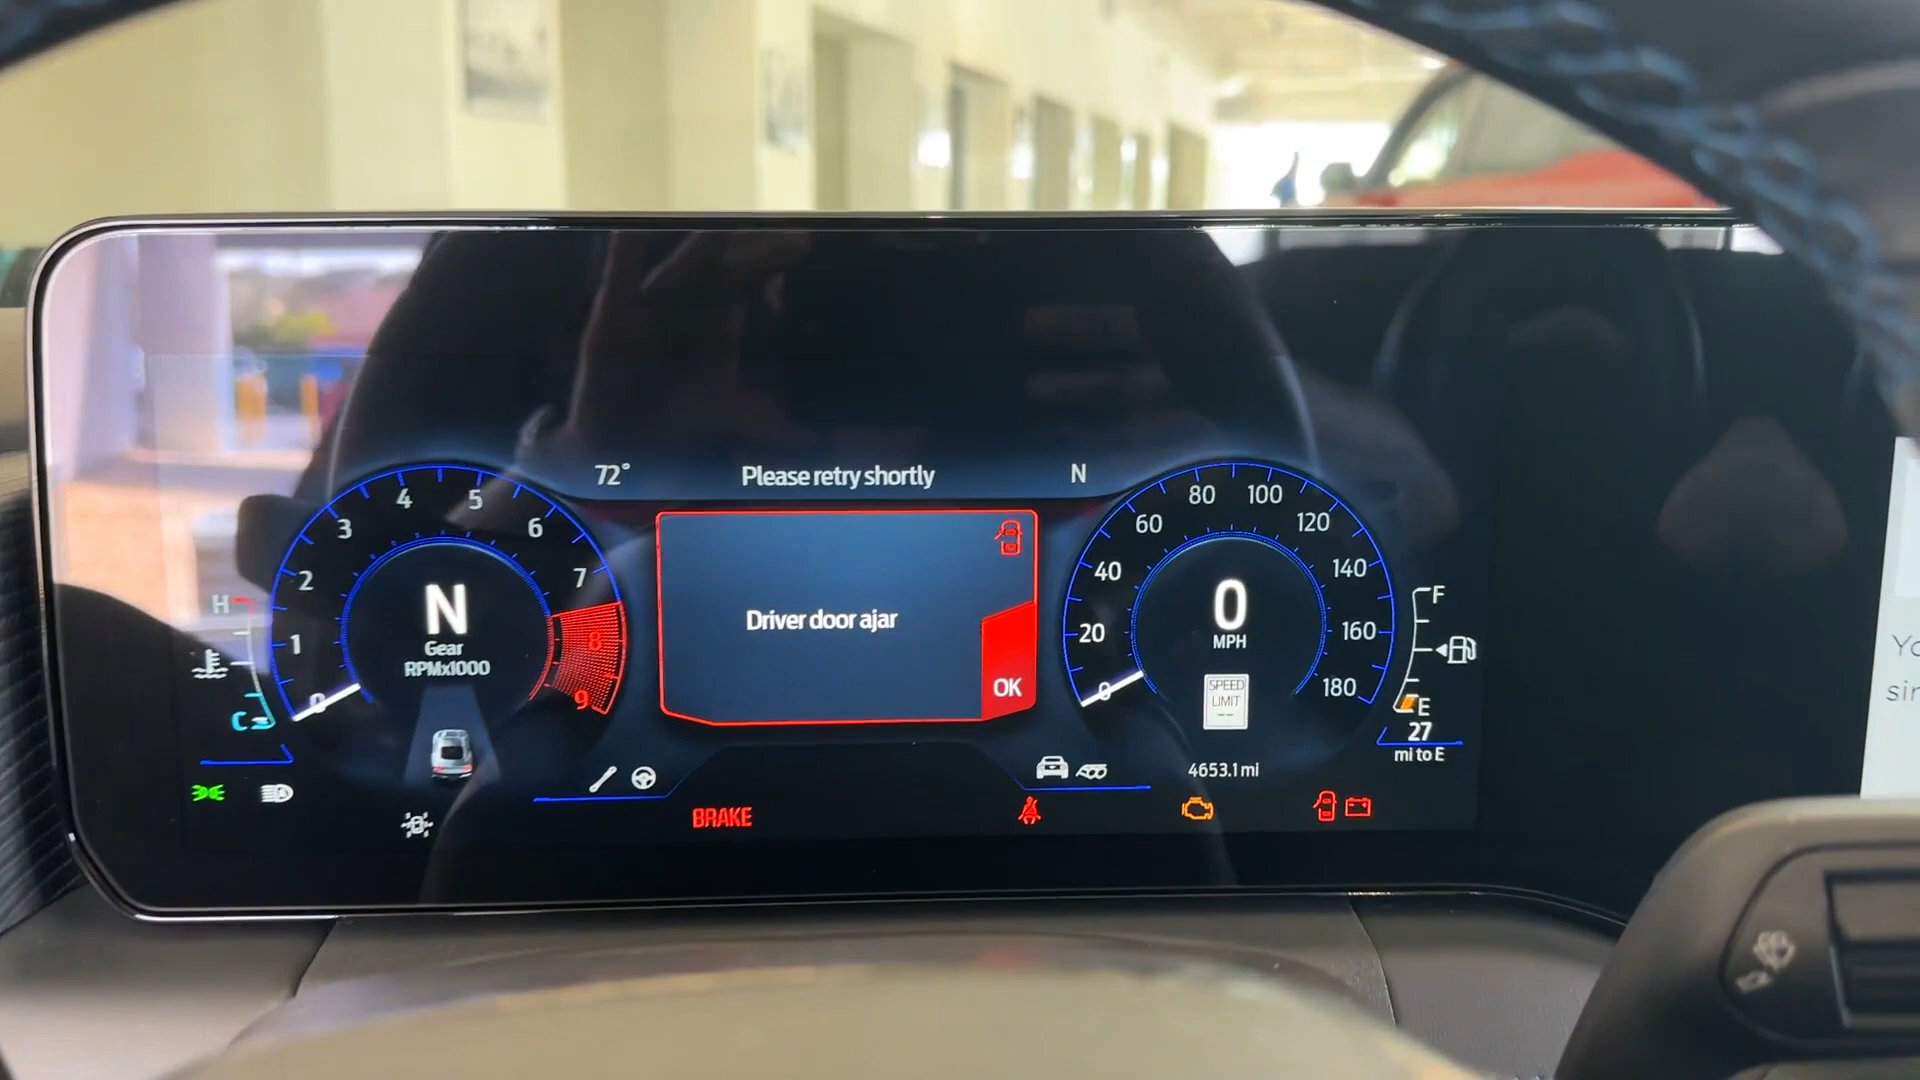 72° Please retry shortly N
4 5
3 6
2 7
1 8
0 9
H
C
N
Gear
RPMx1000
Driver door ajar
OK
80 100
60 120
40 140
20 160
0 180
0
MPH
SPEED
LIMIT
--
F
E
27
mi to E
4653.1 mi
BRAKE
Yo
sin